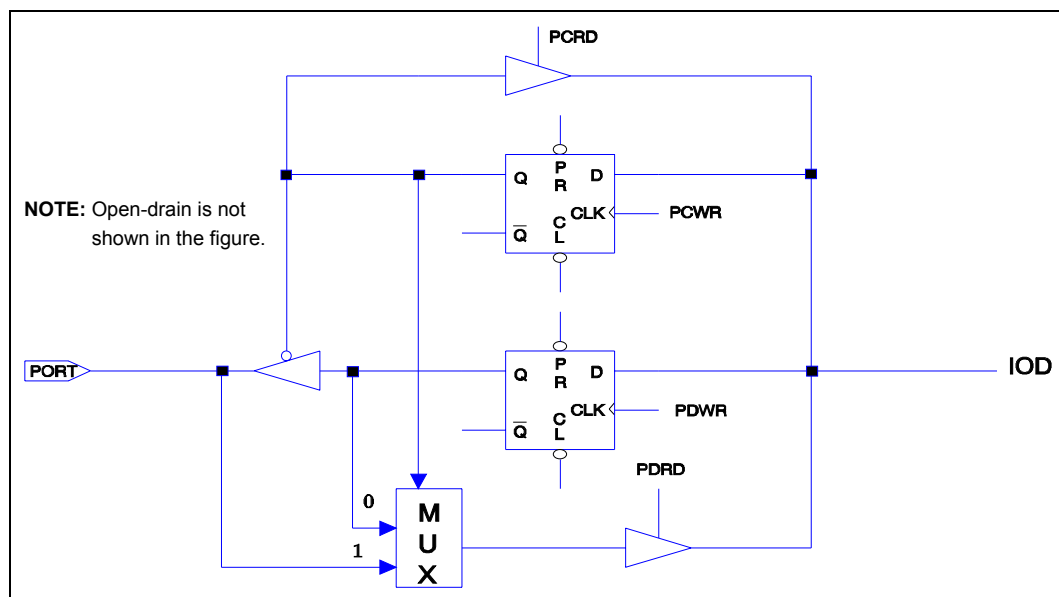 PCRD
Q
P
R
D
CLK
PCWR
Q̅
C
L
NOTE: Open-drain is not
shown in the figure.
PORT
Q
P
R
D
IOD
CLK
PDWR
Q̅
C
L
PDRD
0
1
M
U
X